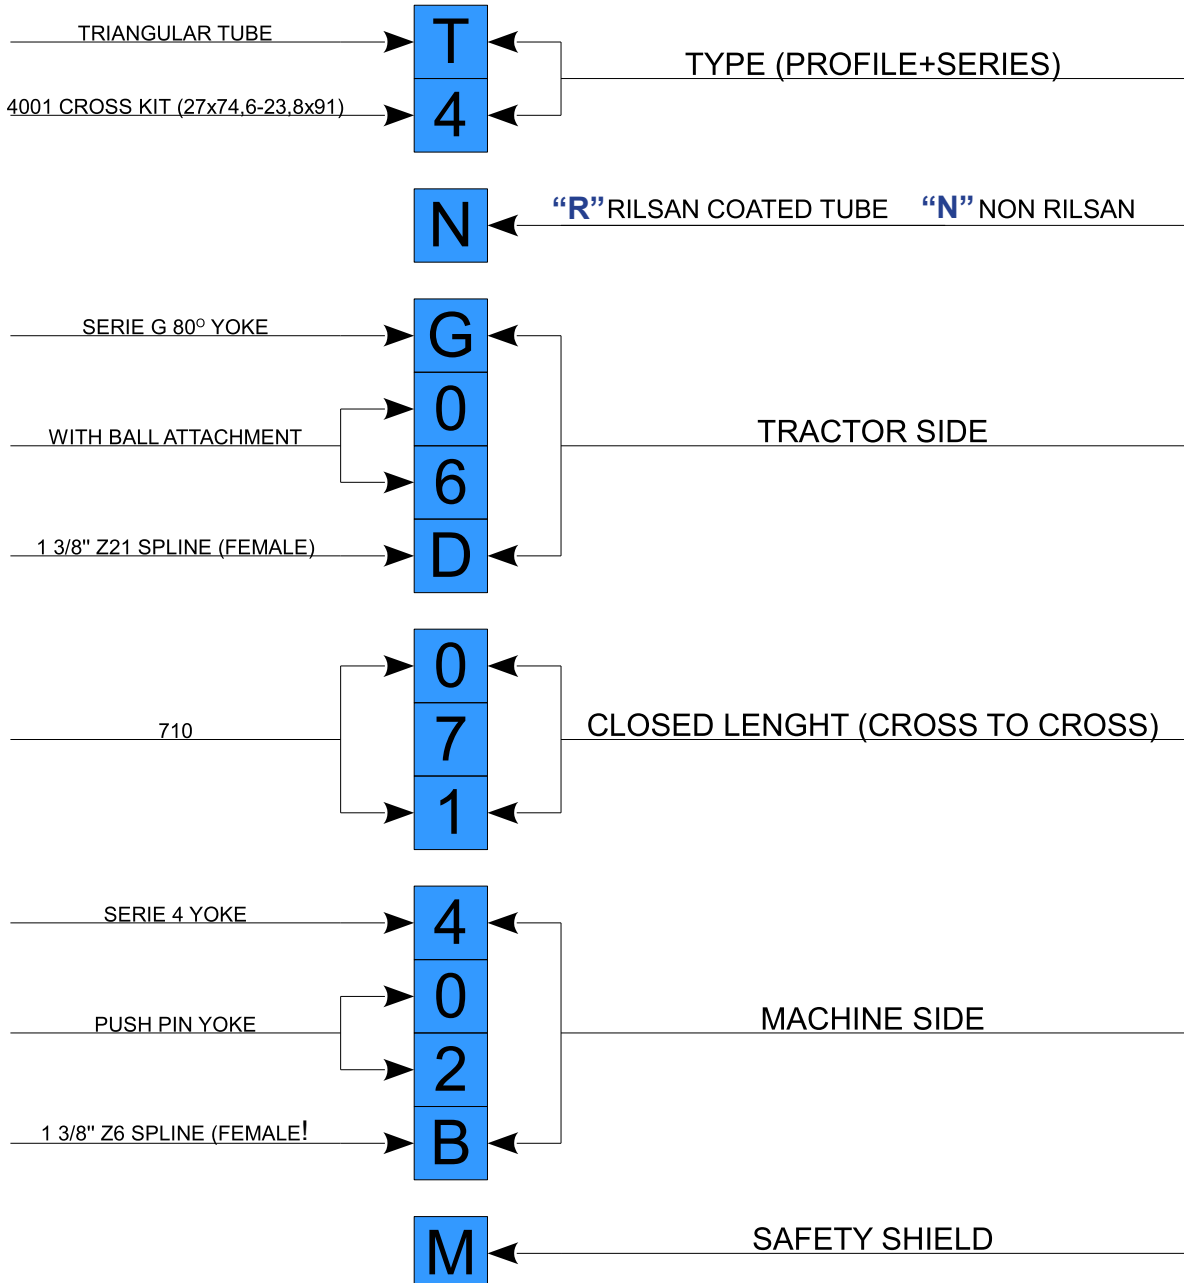 TRIANGULAR TUBE
T
TYPE (PROFILE+SERIES)
4001 CROSS KIT (27x74,6-23,8x91)
4
N
“R” RILSAN COATED TUBE “N” NON RILSAN
SERIE G 80° YOKE
G
0
WITH BALL ATTACHMENT
TRACTOR SIDE
6
1 3/8" Z21 SPLINE (FEMALE)
D
0
710
7
CLOSED LENGHT (CROSS TO CROSS)
1
SERIE 4 YOKE
4
0
PUSH PIN YOKE
MACHINE SIDE
2
1 3/8" Z6 SPLINE (FEMALE!
B
M
SAFETY SHIELD